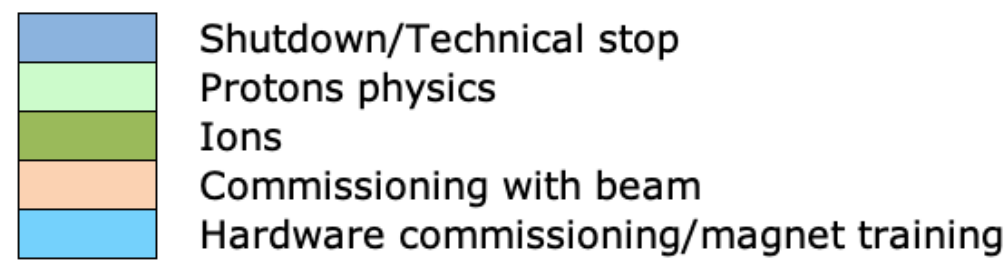 Shutdown/Technical stop
Protons physics
Ions
Commissioning with beam
Hardware commissioning/magnet training